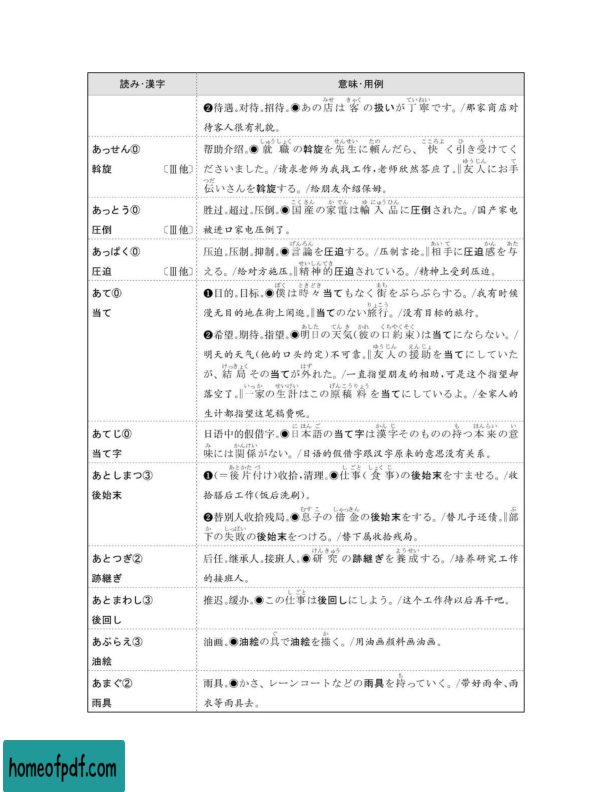 読み·漢字 意味·用例
❷待遇。对待。招待。◉あの店は客の扱いが丁寧です。/那家商店对
待客人很有礼貌。
あっせん⓪ 帮助介绍。◉就職の斡旋を先生に頼んだら、快く引き受けてく
斡旋 〔Ⅲ他〕 ださいました。/请求老师为我找工作,老师欣然答应了。‖友人にお手
伝いさんを斡旋する。/给朋友介绍保姆。
あっとう⓪ 胜过。超过。压倒。◉国産の家電は輸入品に圧倒された。/国产家电
圧倒 〔Ⅲ他〕 被进口家电压倒了。
あっぱく⓪ 压迫。压制。抑制。◉言論を圧迫する。/压制言论。‖相手に圧迫感を与
圧迫 〔Ⅲ他〕 える。/给对方施压。‖精神的圧迫されている。/精神上受到压迫。
あて⓪ ❶目的。目标。◉僕は時々当てもなく街をぶらぶらする。/我有时候
当て 漫无目的地在街上闲逛。‖当てのない旅行。/没有目标的旅行。
❷希望。期待。指望。◉明日の天気(彼の口約束)は当てにならない。/
明天的天气(他的口头约定)不可靠。‖友人の援助を当てにしていた
が、結局その当てが外れた。/一直指望朋友的相助,可是这个指望却
落空了。‖一家の生計はこの原稿料を当てにしているよ。/全家人的
生计都指望这笔稿费呢。
あてじ⓪ 日语中的假借字。◉日本語の当て字は漢字そのものの持つ本来の意
当て字 味には関係がない。/日语的假借字跟汉字原来的意思没有关系。
あとしまつ③ ❶(=後片付け)收拾,清理。◉仕事(食事)の後始末をすませる。/收
後始末 拾膳后工作(饭后洗刷)。
❷替别人收拾残局。◉息子の借金の後始末をする。/替儿子还债。‖部
下の失敗の後始末をつける。/替下属收拾残局。
あとつぎ② 后任。继承人。接班人。◉研究の跡継ぎを養成する。/培养研究工作
跡継ぎ 的接班人。
あとまわし③ 推迟。缓办。◉この仕事は後回しにしよう。/这个工作待以后再干吧。
後回し
あぶらえ③ 油画。◉油絵の具で油絵を描く。/用油画颜料画油画。
油絵
あまぐ② 雨具。◉かさ、レーンコートなどの雨具を持っていく。/带好雨伞、雨
雨具 衣等雨具去。
homeofpdf.com